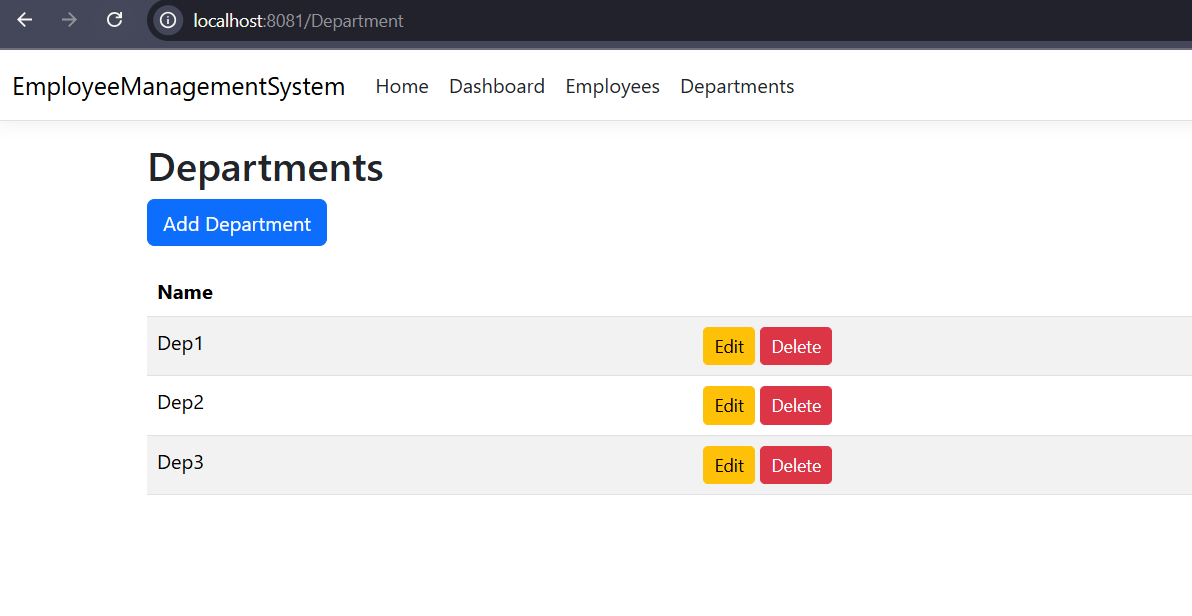 localhost:8081/Department
EmployeeManagementSystem Home Dashboard Employees Departments
Departments
Add Department
Name
Dep1 Edit Delete
Dep2 Edit Delete
Dep3 Edit Delete